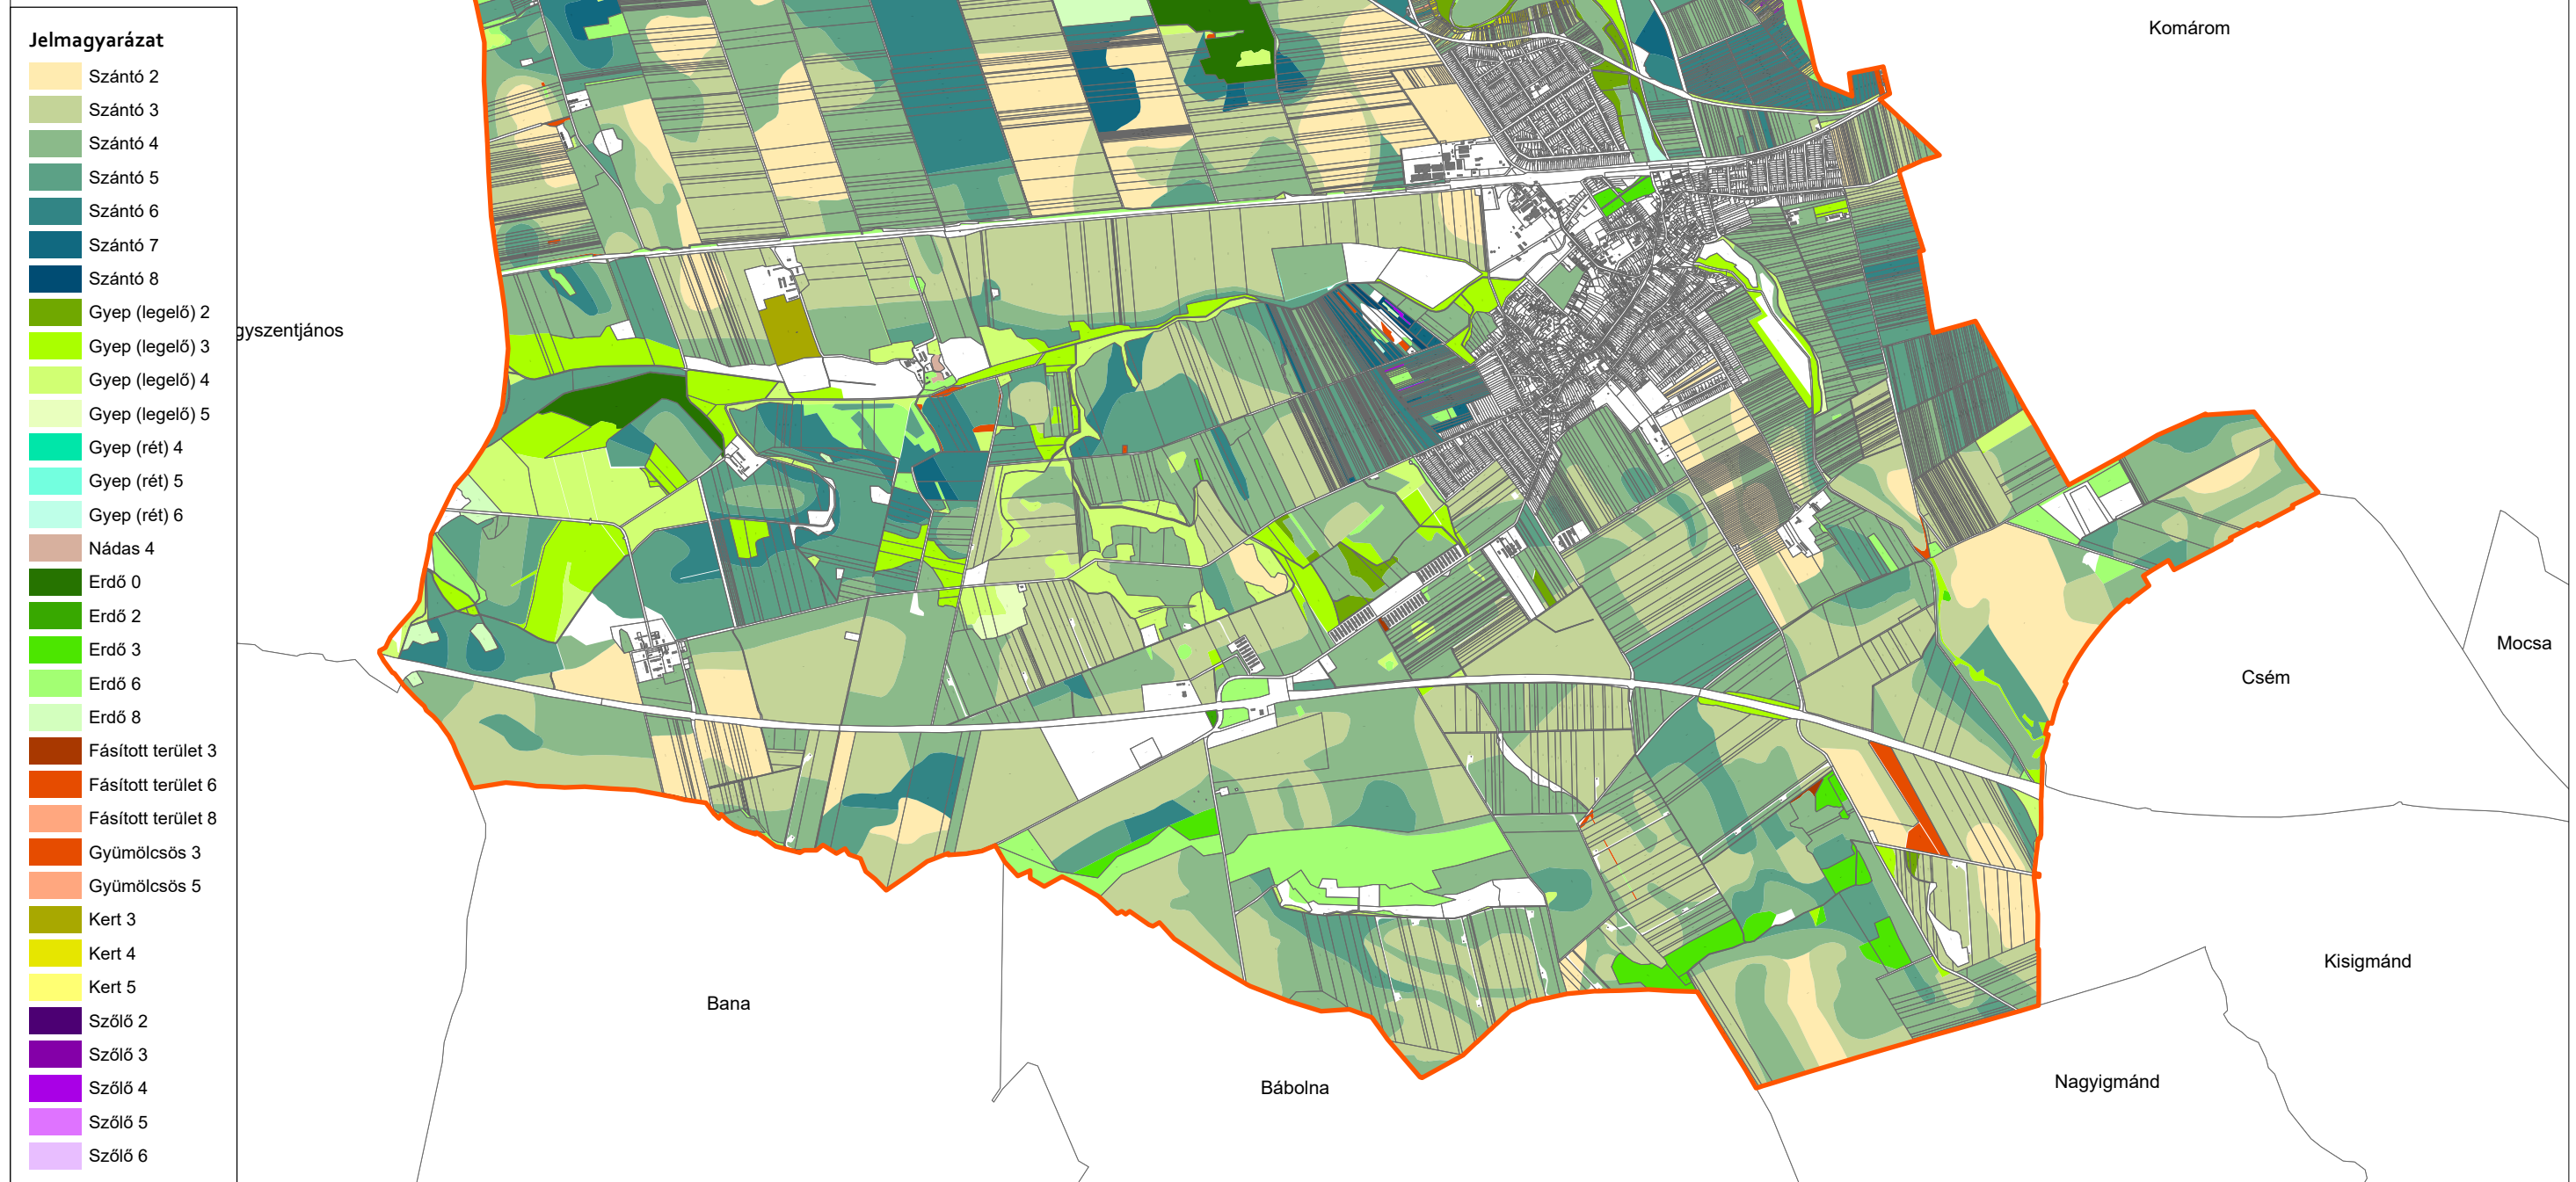 Jelmagyarázat
Szántó 2
Szántó 3
Szántó 4
Szántó 5
Szántó 6
Szántó 7
Szántó 8
Gyep (legelő) 2
Gyep (legelő) 3
Gyep (legelő) 4
Gyep (legelő) 5
Gyep (rét) 4
Gyep (rét) 5
Gyep (rét) 6
Nádas 4
Erdő 0
Erdő 2
Erdő 3
Erdő 6
Erdő 8
Fásított terület 3
Fásított terület 6
Fásított terület 8
Gyümölcsös 3
Gyümölcsös 5
Kert 3
Kert 4
Kert 5
Szőlő 2
Szőlő 3
Szőlő 4
Szőlő 5
Szőlő 6
Komárom
gyszentjános
Mocsa
Csém
Kisigmánd
Bana
Nagyigmánd
Bábolna